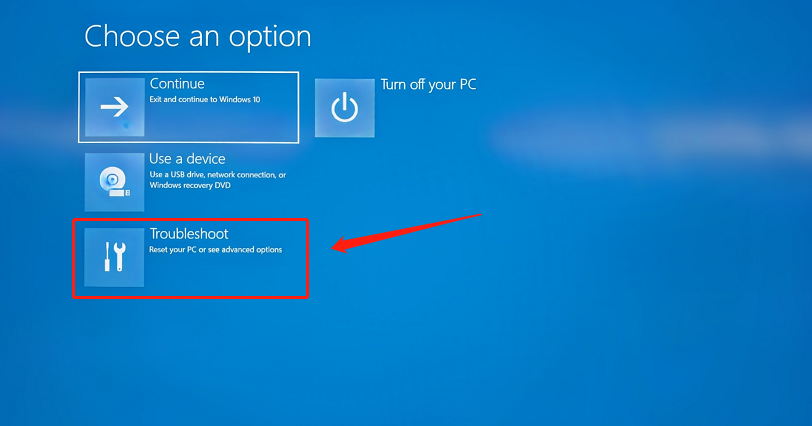 Choose an option
Continue
Exit and continue to Windows 10
Turn off your PC
Use a device
Use a USB drive, network connection, or
Windows recovery DVD
Troubleshoot
Reset your PC or see advanced options